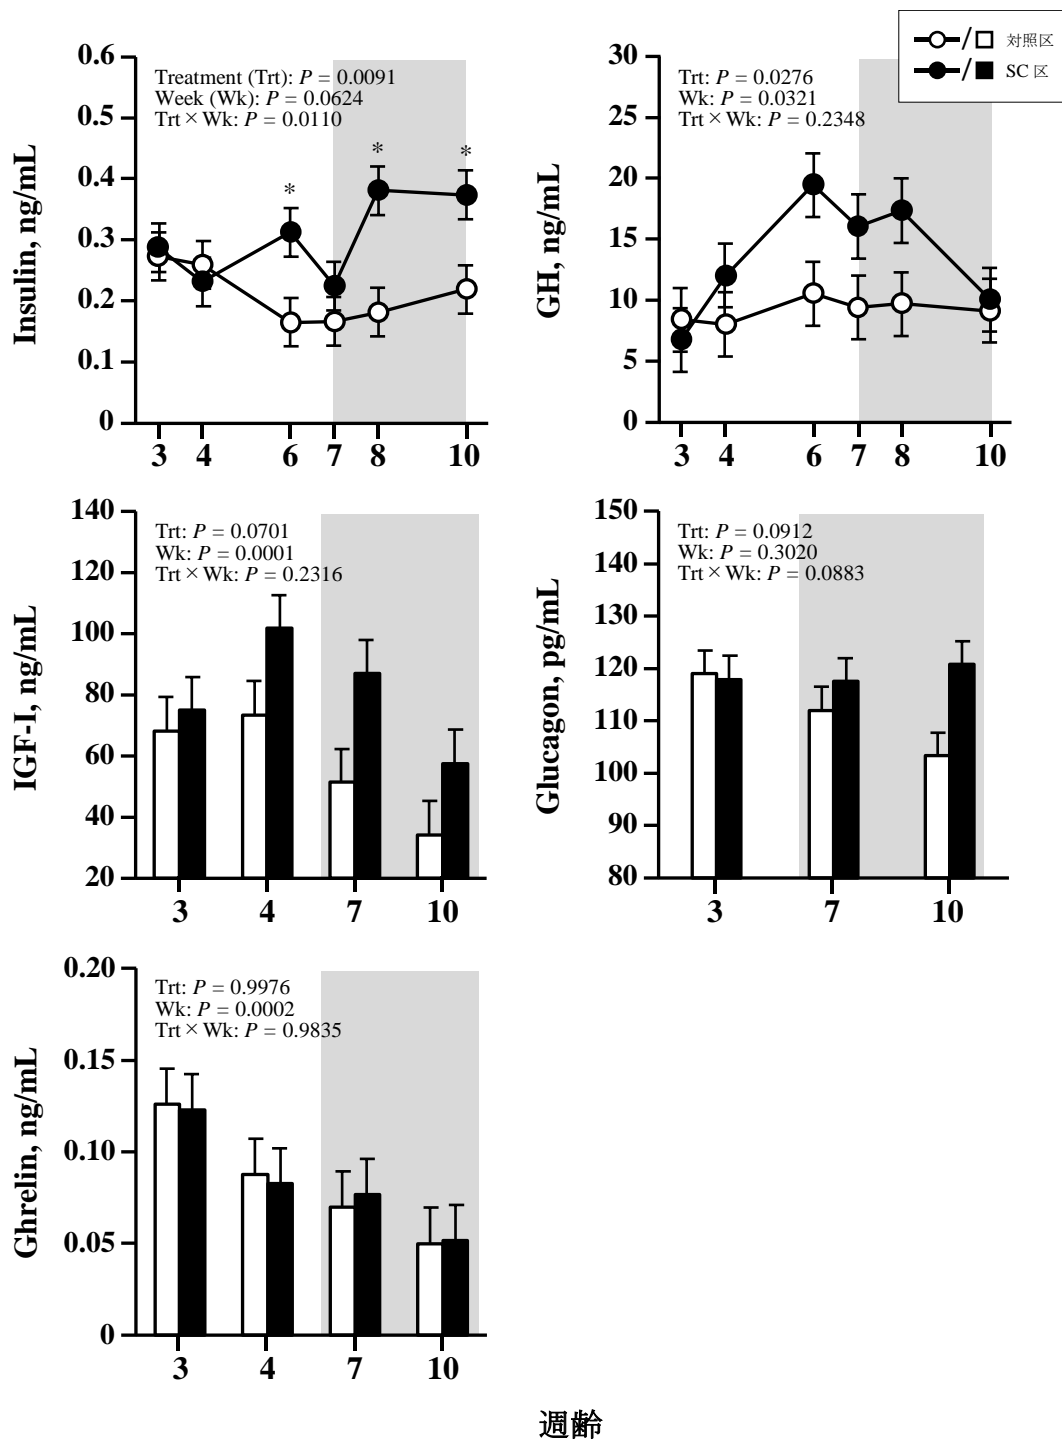 対照区
SC 区
Insulin, ng/mL
0.6
0.5
0.4
0.3
0.2
0.1
0
Treatment (Trt): P = 0.0091
Week (Wk): P = 0.0624
Trt × Wk: P = 0.0110
*
*
*
3 4 6 7 8 10
GH, ng/mL
30
25
20
15
10
5
0
Trt: P = 0.0276
Wk: P = 0.0321
Trt × Wk: P = 0.2348
3 4 6 7 8 10
IGF-I, ng/mL
140
120
100
80
60
40
20
Trt: P = 0.0701
Wk: P = 0.0001
Trt × Wk: P = 0.2316
3 4 7 10
Glucagon, pg/mL
150
140
130
120
110
100
90
80
Trt: P = 0.0912
Wk: P = 0.3020
Trt × Wk: P = 0.0883
3 7 10
Ghrelin, ng/mL
0.20
0.15
0.10
0.05
0
Trt: P = 0.9976
Wk: P = 0.0002
Trt × Wk: P = 0.9835
3 4 7 10
週齢